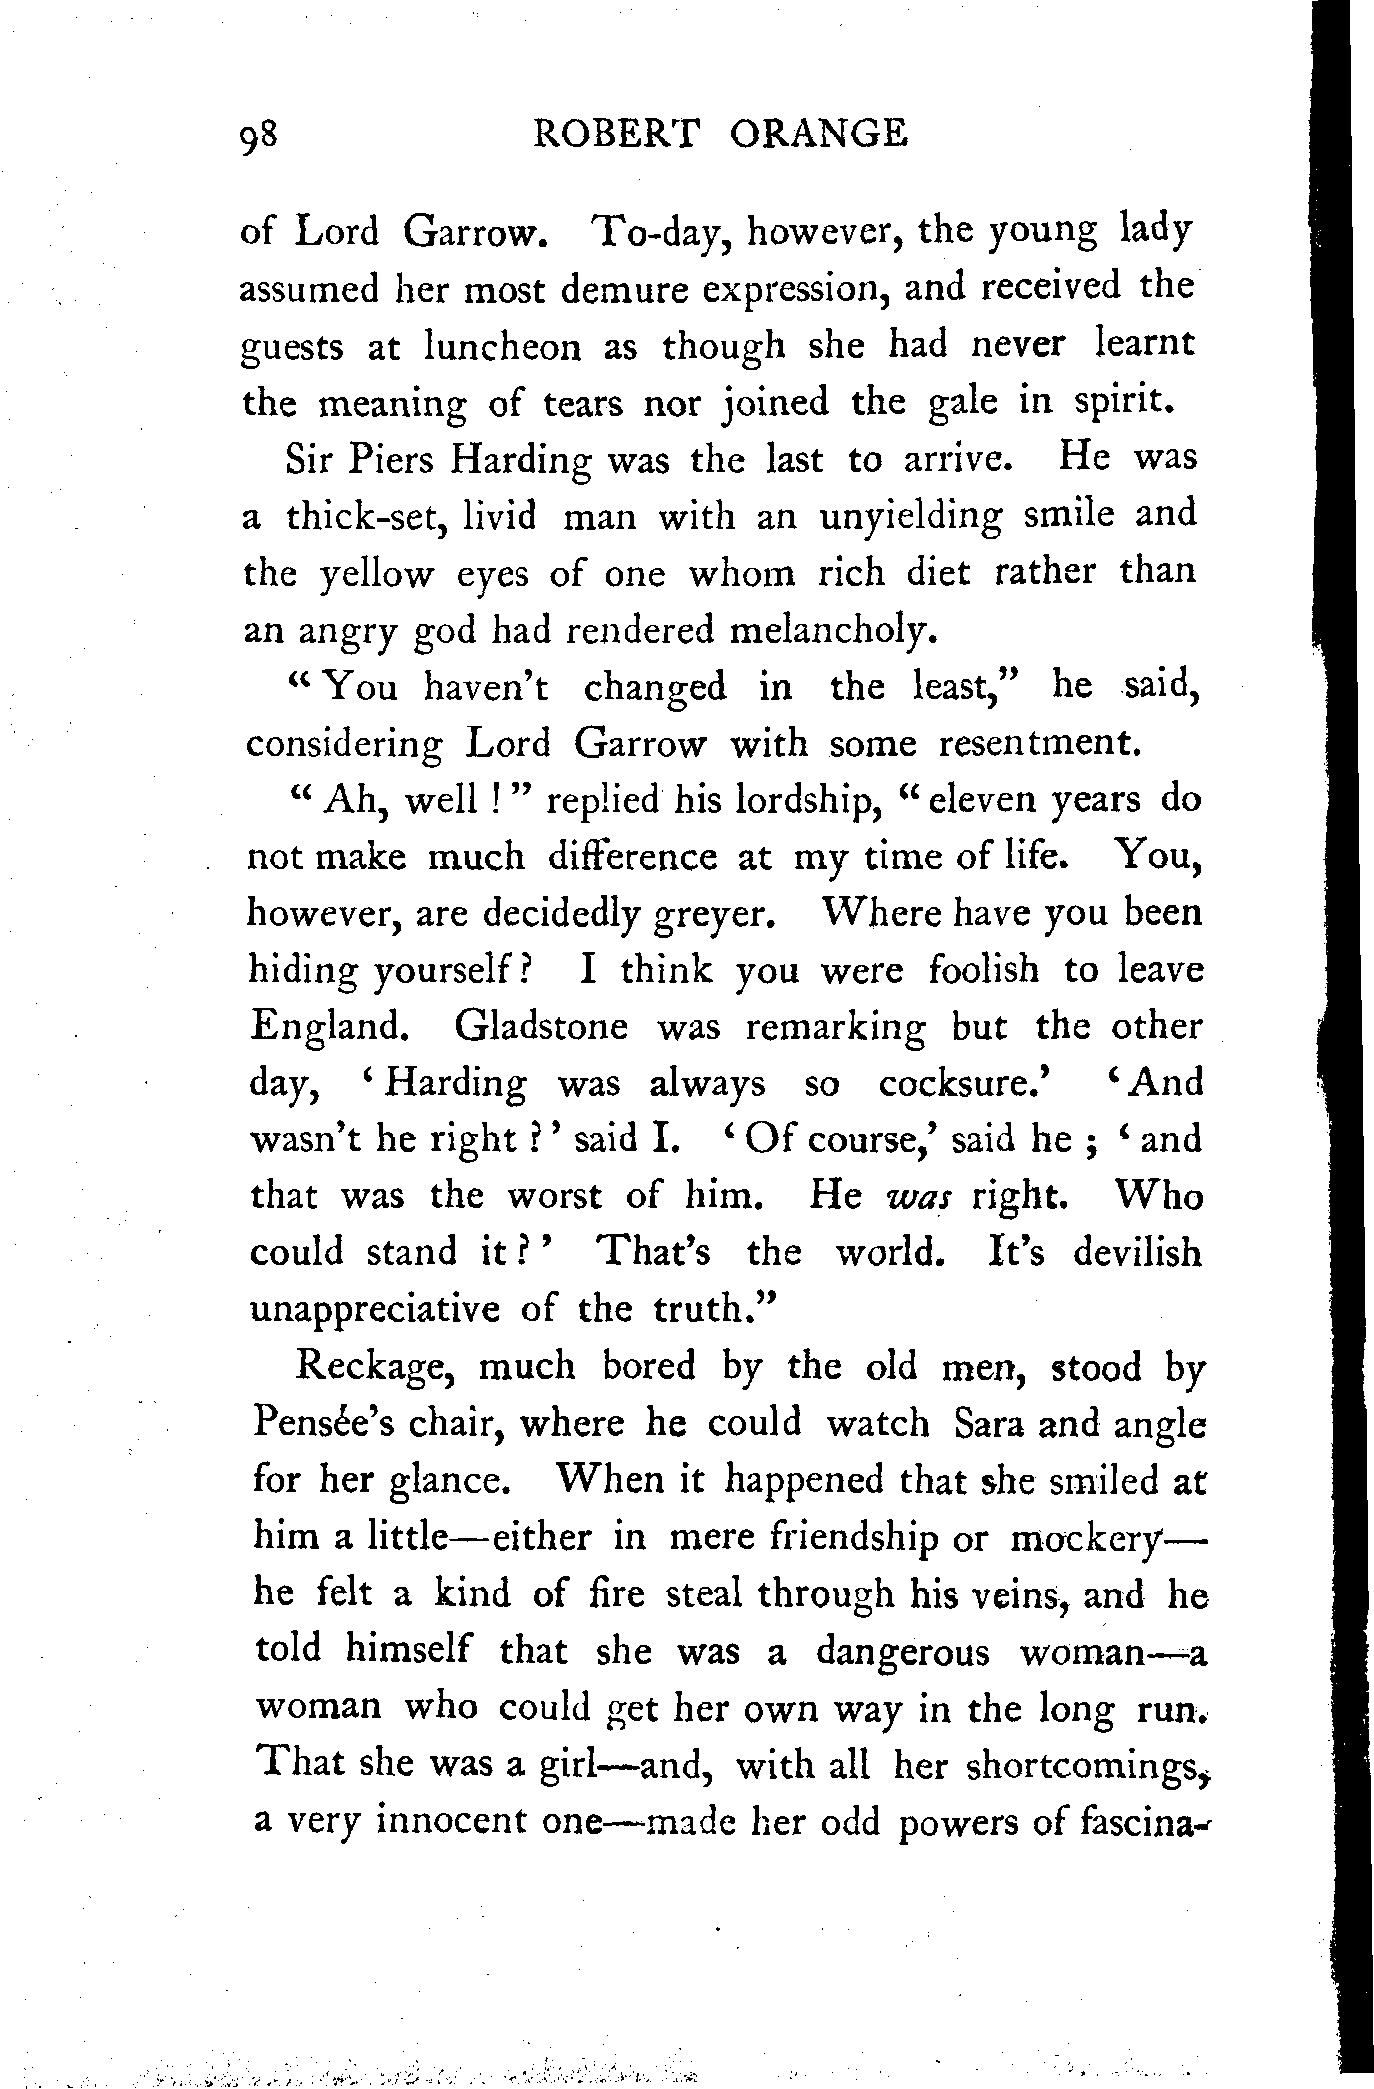 98 ROBERT ORANGE
of Lord Garrow. To-day, however, the young lady
assumed her most demure expression, and received the
guests at luncheon as though she had never learnt
the meaning of tears nor joined the gale in spirit.
Sir Piers Harding was the last to arrive. He was
a thick-set, livid man with an unyielding smile and
the yellow eyes of one whom rich diet rather than
an angry god had rendered melancholy.
“ You haven't changed in the least,” he said,
considering Lord Garrow with some resentment.
“ Ah, well ! ” replied his lordship, “ eleven years do
not make much difference at my time of life. You,
however, are decidedly greyer. Where have you been
hiding yourself ? I think you were foolish to leave
England. Gladstone was remarking but the other
day, ‘ Harding was always so cocksure.’ ‘ And
wasn't he right ? ’ said I. ‘ Of course,’ said he ; ‘ and
that was the worst of him. He was right. Who
could stand it ? ’ That's the world. It's devilish
unappreciative of the truth.”
Reckage, much bored by the old men, stood by
Pensée's chair, where he could watch Sara and angle
for her glance. When it happened that she smiled at
him a little—either in mere friendship or mockery—
he felt a kind of fire steal through his veins, and he
told himself that she was a dangerous woman—a
woman who could get her own way in the long run.
That she was a girl—and, with all her shortcomings,
a very innocent one—made her odd powers of fascina-